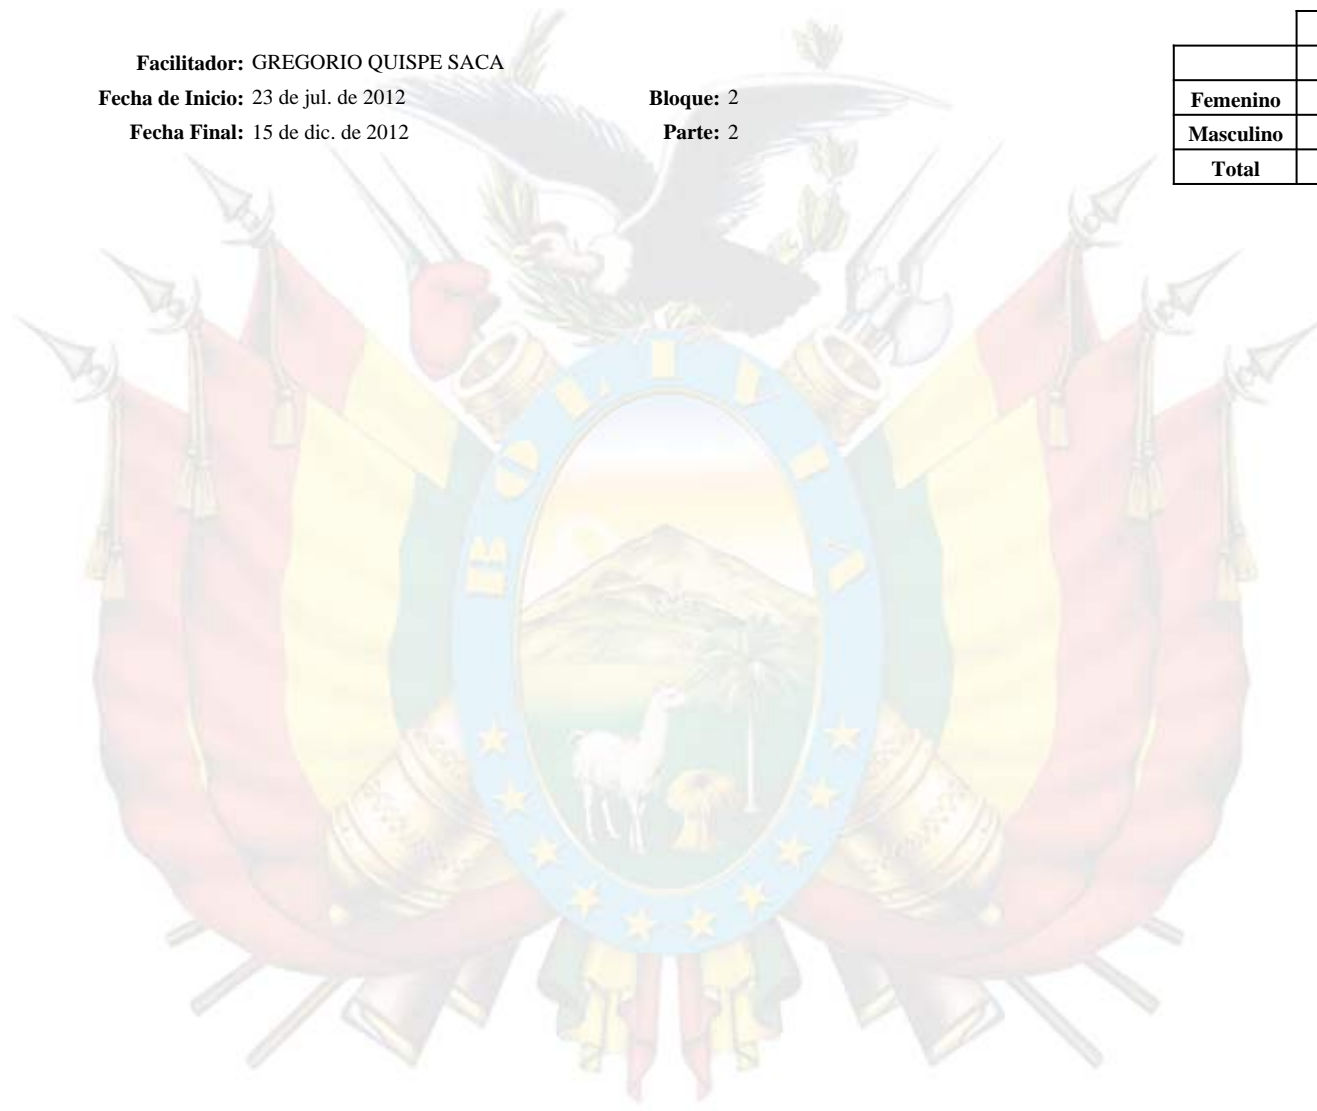 Facilitador: GREGORIO QUISPE SACA
Fecha de Inicio: 23 de jul. de 2012 Bloque: 2
Fecha Final: 15 de dic. de 2012 Parte: 2
Femenino
Masculino
Total
BOLIVIA